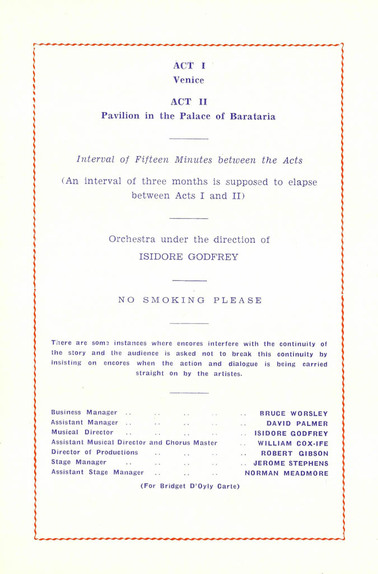 ACT I
Venice
ACT II
Pavilion in the Palace of Barataria
Interval of Fifteen Minutes between the Acts
(An interval of three months is supposed to elapse
between Acts I and II)
Orchestra under the direction of
ISIDORE GODFREY
NO SMOKING PLEASE
There are some instances where encores interfere with the continuity of
the story and the audience is asked not to break this continuity by
insisting on encores when the action and dialogue is being carried
straight on by the artistes.
Business Manager .. .. .. .. .. BRUCE WORSLEY
Assistant Manager .. .. .. .. .. DAVID PALMER
Musical Director .. .. .. .. .. ISIDORE GODFREY
Assistant Musical Director and Chorus Master .. WILLIAM COX-IFE
Director of Productions .. .. .. .. ROBERT GIBSON
Stage Manager .. .. .. .. .. JEROME STEPHENS
Assistant Stage Manager .. .. .. NORMAN MEADMORE
(For Bridget D'Oyly Carte)